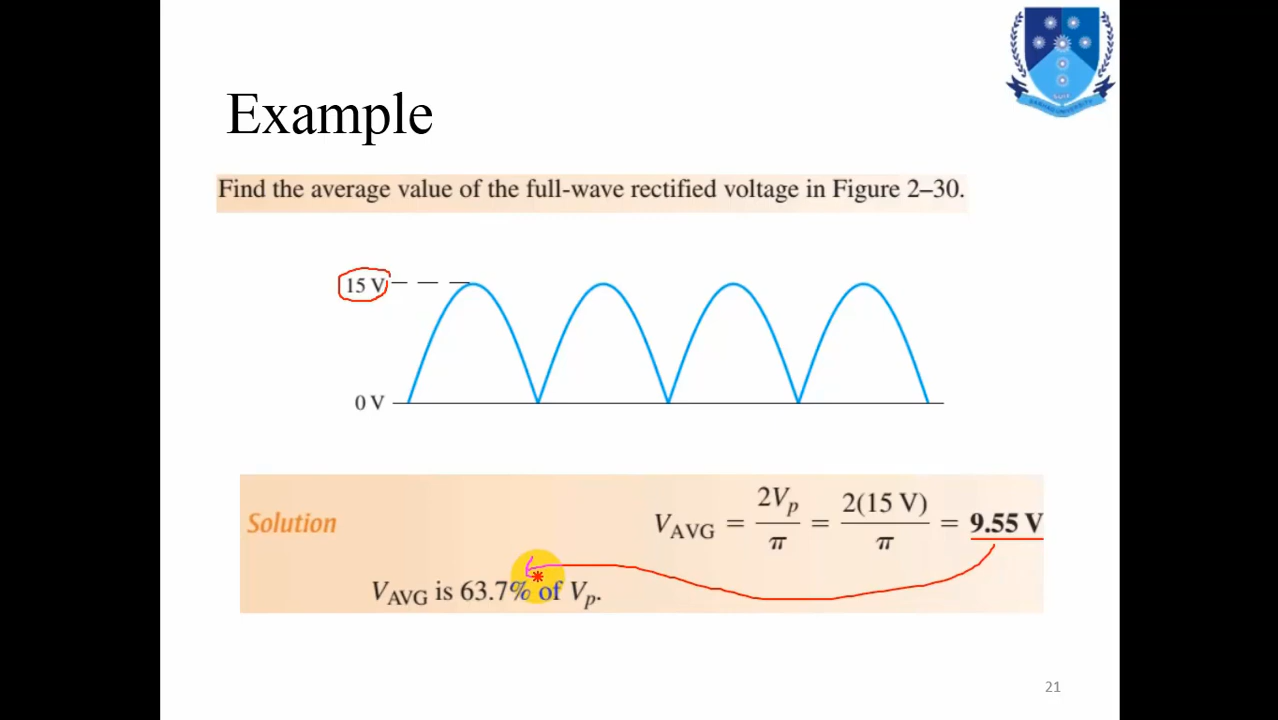 Example
Find the average value of the full-wave rectified voltage in Figure 2–30.
15 V
0 V
Solution
V_AVG = 2V_p/π = 2(15 V)/π = 9.55 V
V_AVG is 63.7% of V_p.
21